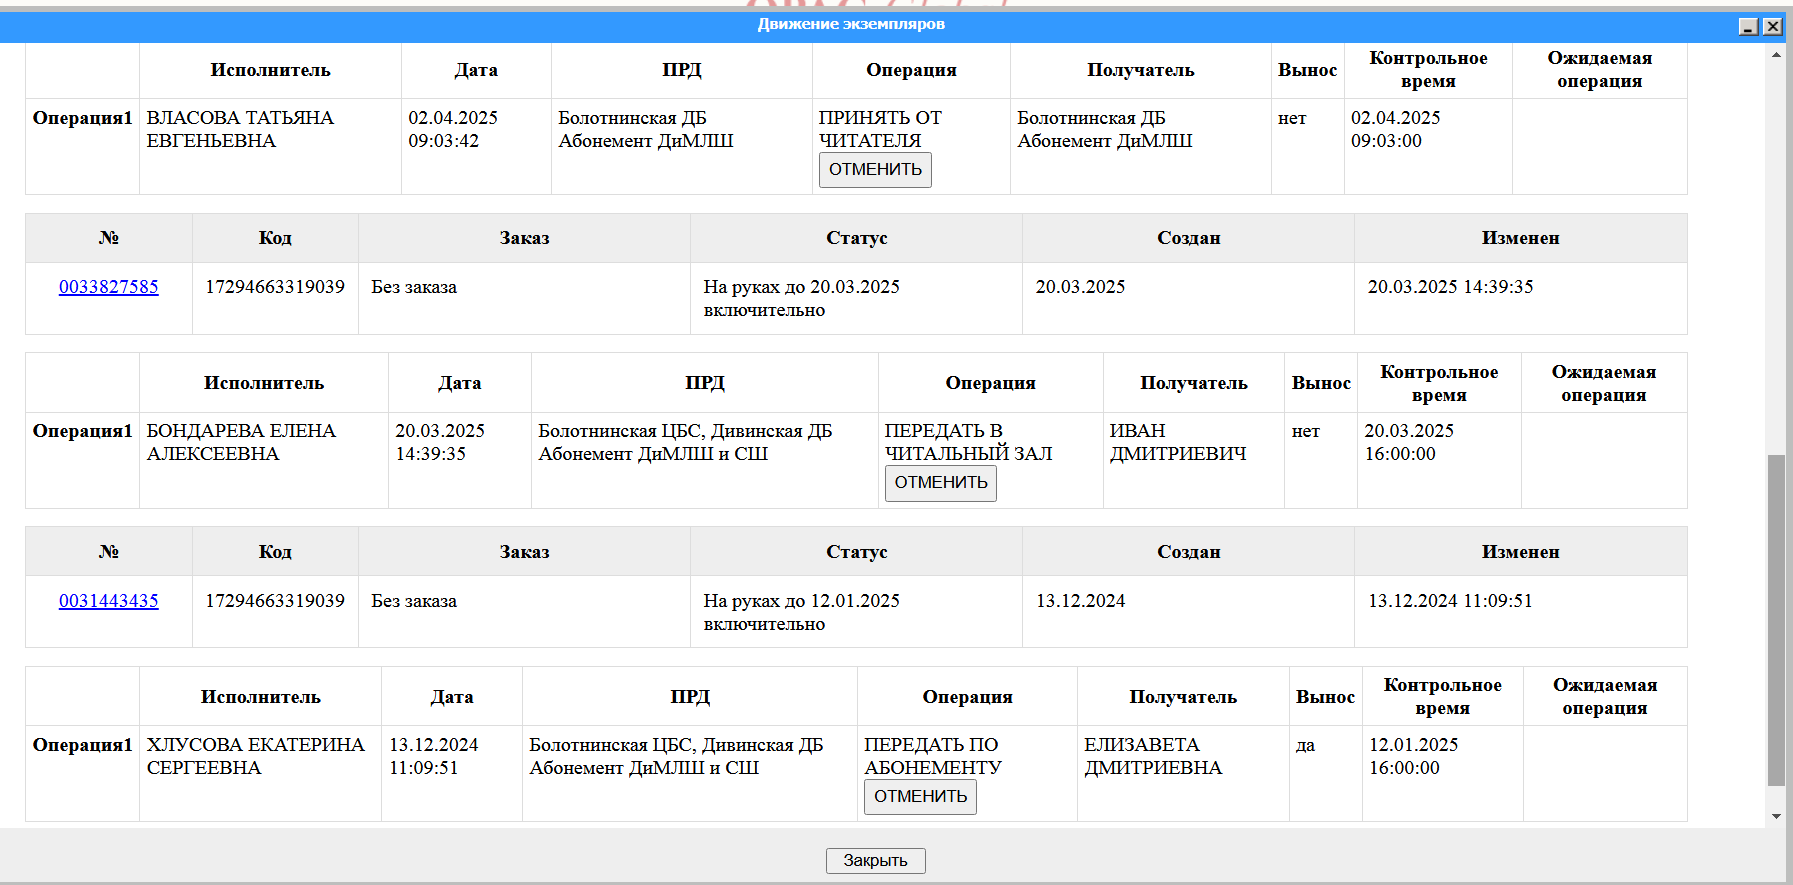 Движение экземпляров
Исполнитель Дата ПРД Операция Получатель Вынос Контрольное время Ожидаемая операция
Операция1 ВЛАСОВА ТАТЬЯНА 02.04.2025 Болотнинская ДБ ПРИНЯТЬ ОТ Болотнинская ДБ нет 02.04.2025
ЕВГЕНЬЕВНА 09:03:42 Абонемент ДиМЛШ ЧИТАТЕЛЯ Абонемент ДиМЛШ 09:03:00
ОТМЕНИТЬ
№ Код Заказ Статус Создан Изменен
0033827585 17294663319039 Без заказа На руках до 20.03.2025 20.03.2025 20.03.2025 14:39:35
включительно
Исполнитель Дата ПРД Операция Получатель Вынос Контрольное время Ожидаемая операция
Операция1 БОНДАРЕВА ЕЛЕНА 20.03.2025 Болотнинская ЦБС, Дивинская ДБ ПЕРЕДАТЬ В ИВАН нет 20.03.2025
АЛЕКСЕЕВНА 14:39:35 Абонемент ДиМЛШ и СШ ЧИТАЛЬНЫЙ ЗАЛ ДМИТРИЕВИЧ 16:00:00
ОТМЕНИТЬ
№ Код Заказ Статус Создан Изменен
0031443435 17294663319039 Без заказа На руках до 12.01.2025 13.12.2024 13.12.2024 11:09:51
включительно
Исполнитель Дата ПРД Операция Получатель Вынос Контрольное время Ожидаемая операция
Операция1 ХЛУСОВА ЕКАТЕРИНА 13.12.2024 Болотнинская ЦБС, Дивинская ДБ ПЕРЕДАТЬ ПО ЕЛИЗАВЕТА да 12.01.2025
СЕРГЕЕВНА 11:09:51 Абонемент ДиМЛШ и СШ АБОНЕМЕНТУ ДМИТРИЕВНА 16:00:00
ОТМЕНИТЬ
Закрыть